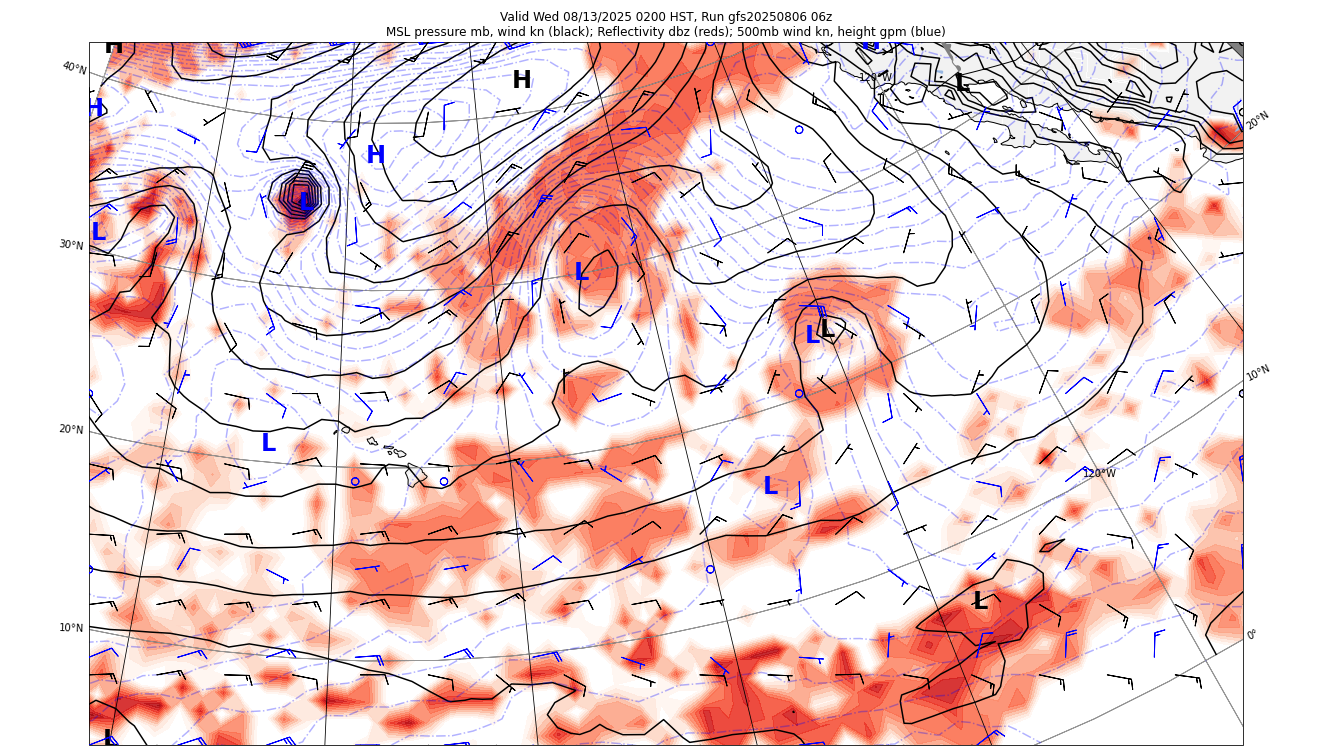 Valid Wed 08/13/2025 0200 HST, Run gfs20250806 06z
MSL pressure mb, wind kn (black); Reflectivity dbz (reds); 500mb wind kn, height gpm (blue)
H
H
40°N
H
120°W
L
H
H
20°N
H
L
L
30°N
L
L
L
10°N
20°N
L
120°W
L
L
10°N
0°
L